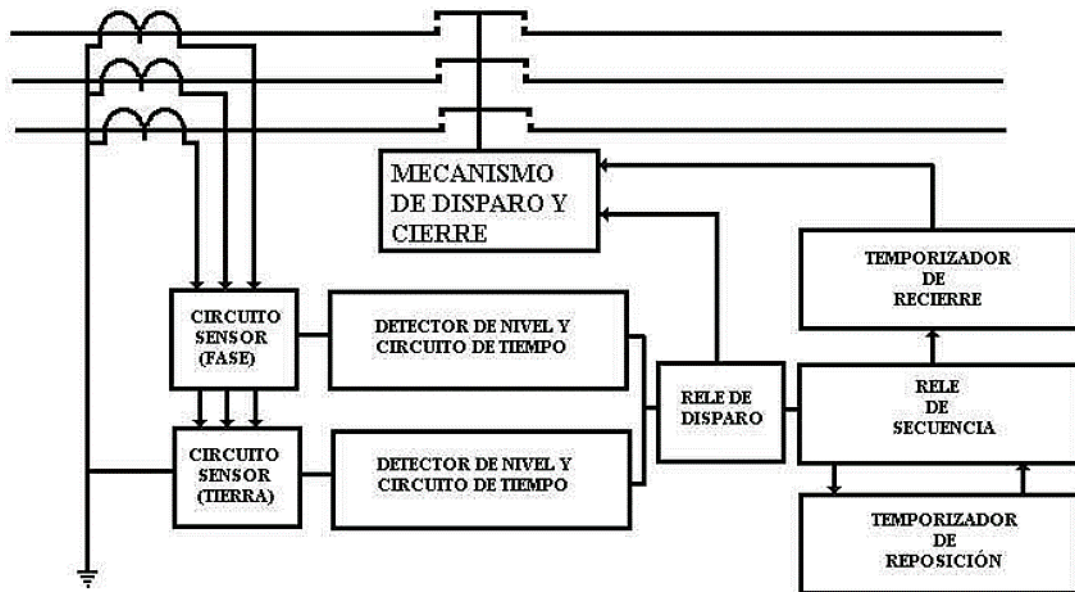 MECANISMO
DE DISPARO Y
CIERRE
TEMPORIZADOR
DE
RECIERRE
CIRCUITO
SENSOR
(FASE)
DETECTOR DE NIVEL Y
CIRCUITO DE TIEMPO
RELE DE
DISPARO
RELE
DE
SECUENCIA
CIRCUITO
SENSOR
(TIERRA)
DETECTOR DE NIVEL Y
CIRCUITO DE TIEMPO
TEMPORIZADOR
DE
REPOSICIÓN